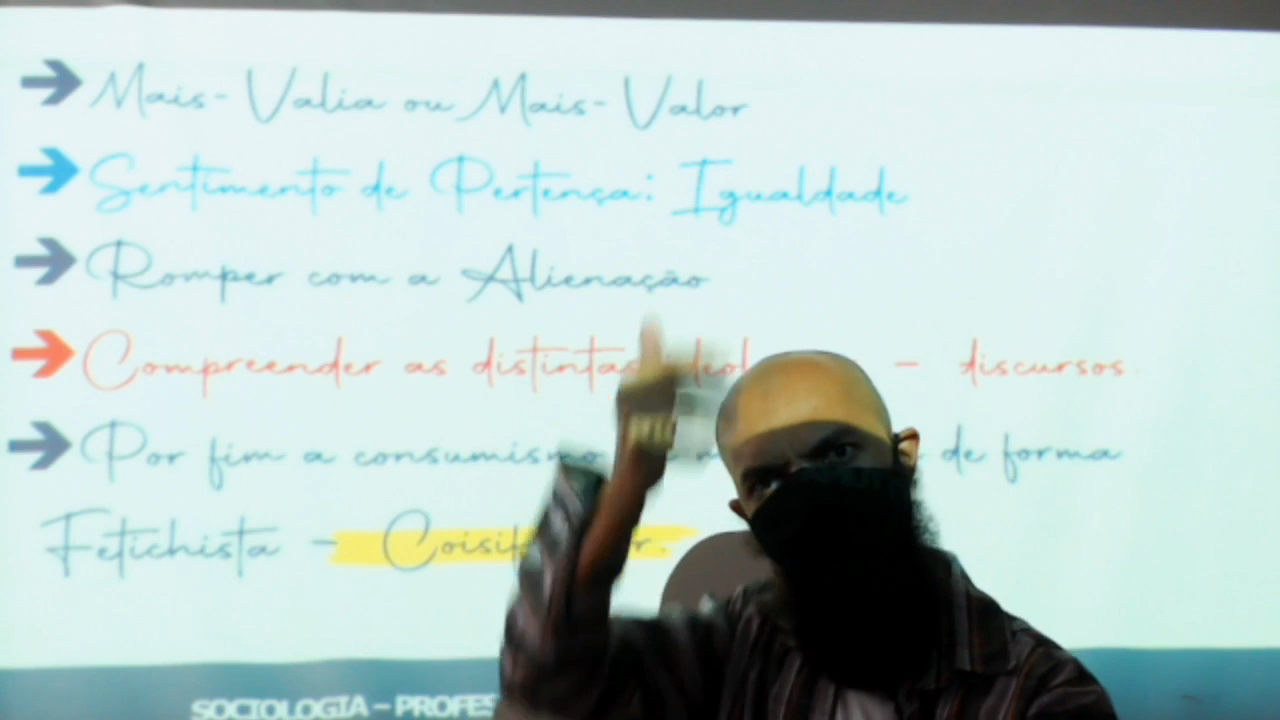 Mais-Valia ou Mais-Valor
Sentimento de Pertença: Igualdade
Romper com a Alienação
Compreender as distintas - discursos.
Por fim a consumismo de forma
Fetichista -
SOCIOLOGIA -